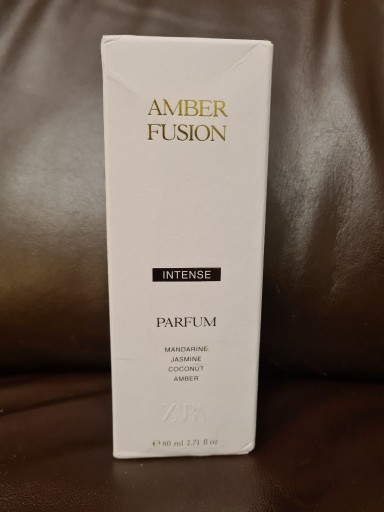 AMBER
FUSION
INTENSE
PARFUM
MANDARINE
JASMINE
COCONUT
AMBER
ZARA
℮ 80 ml 2.71 fl oz